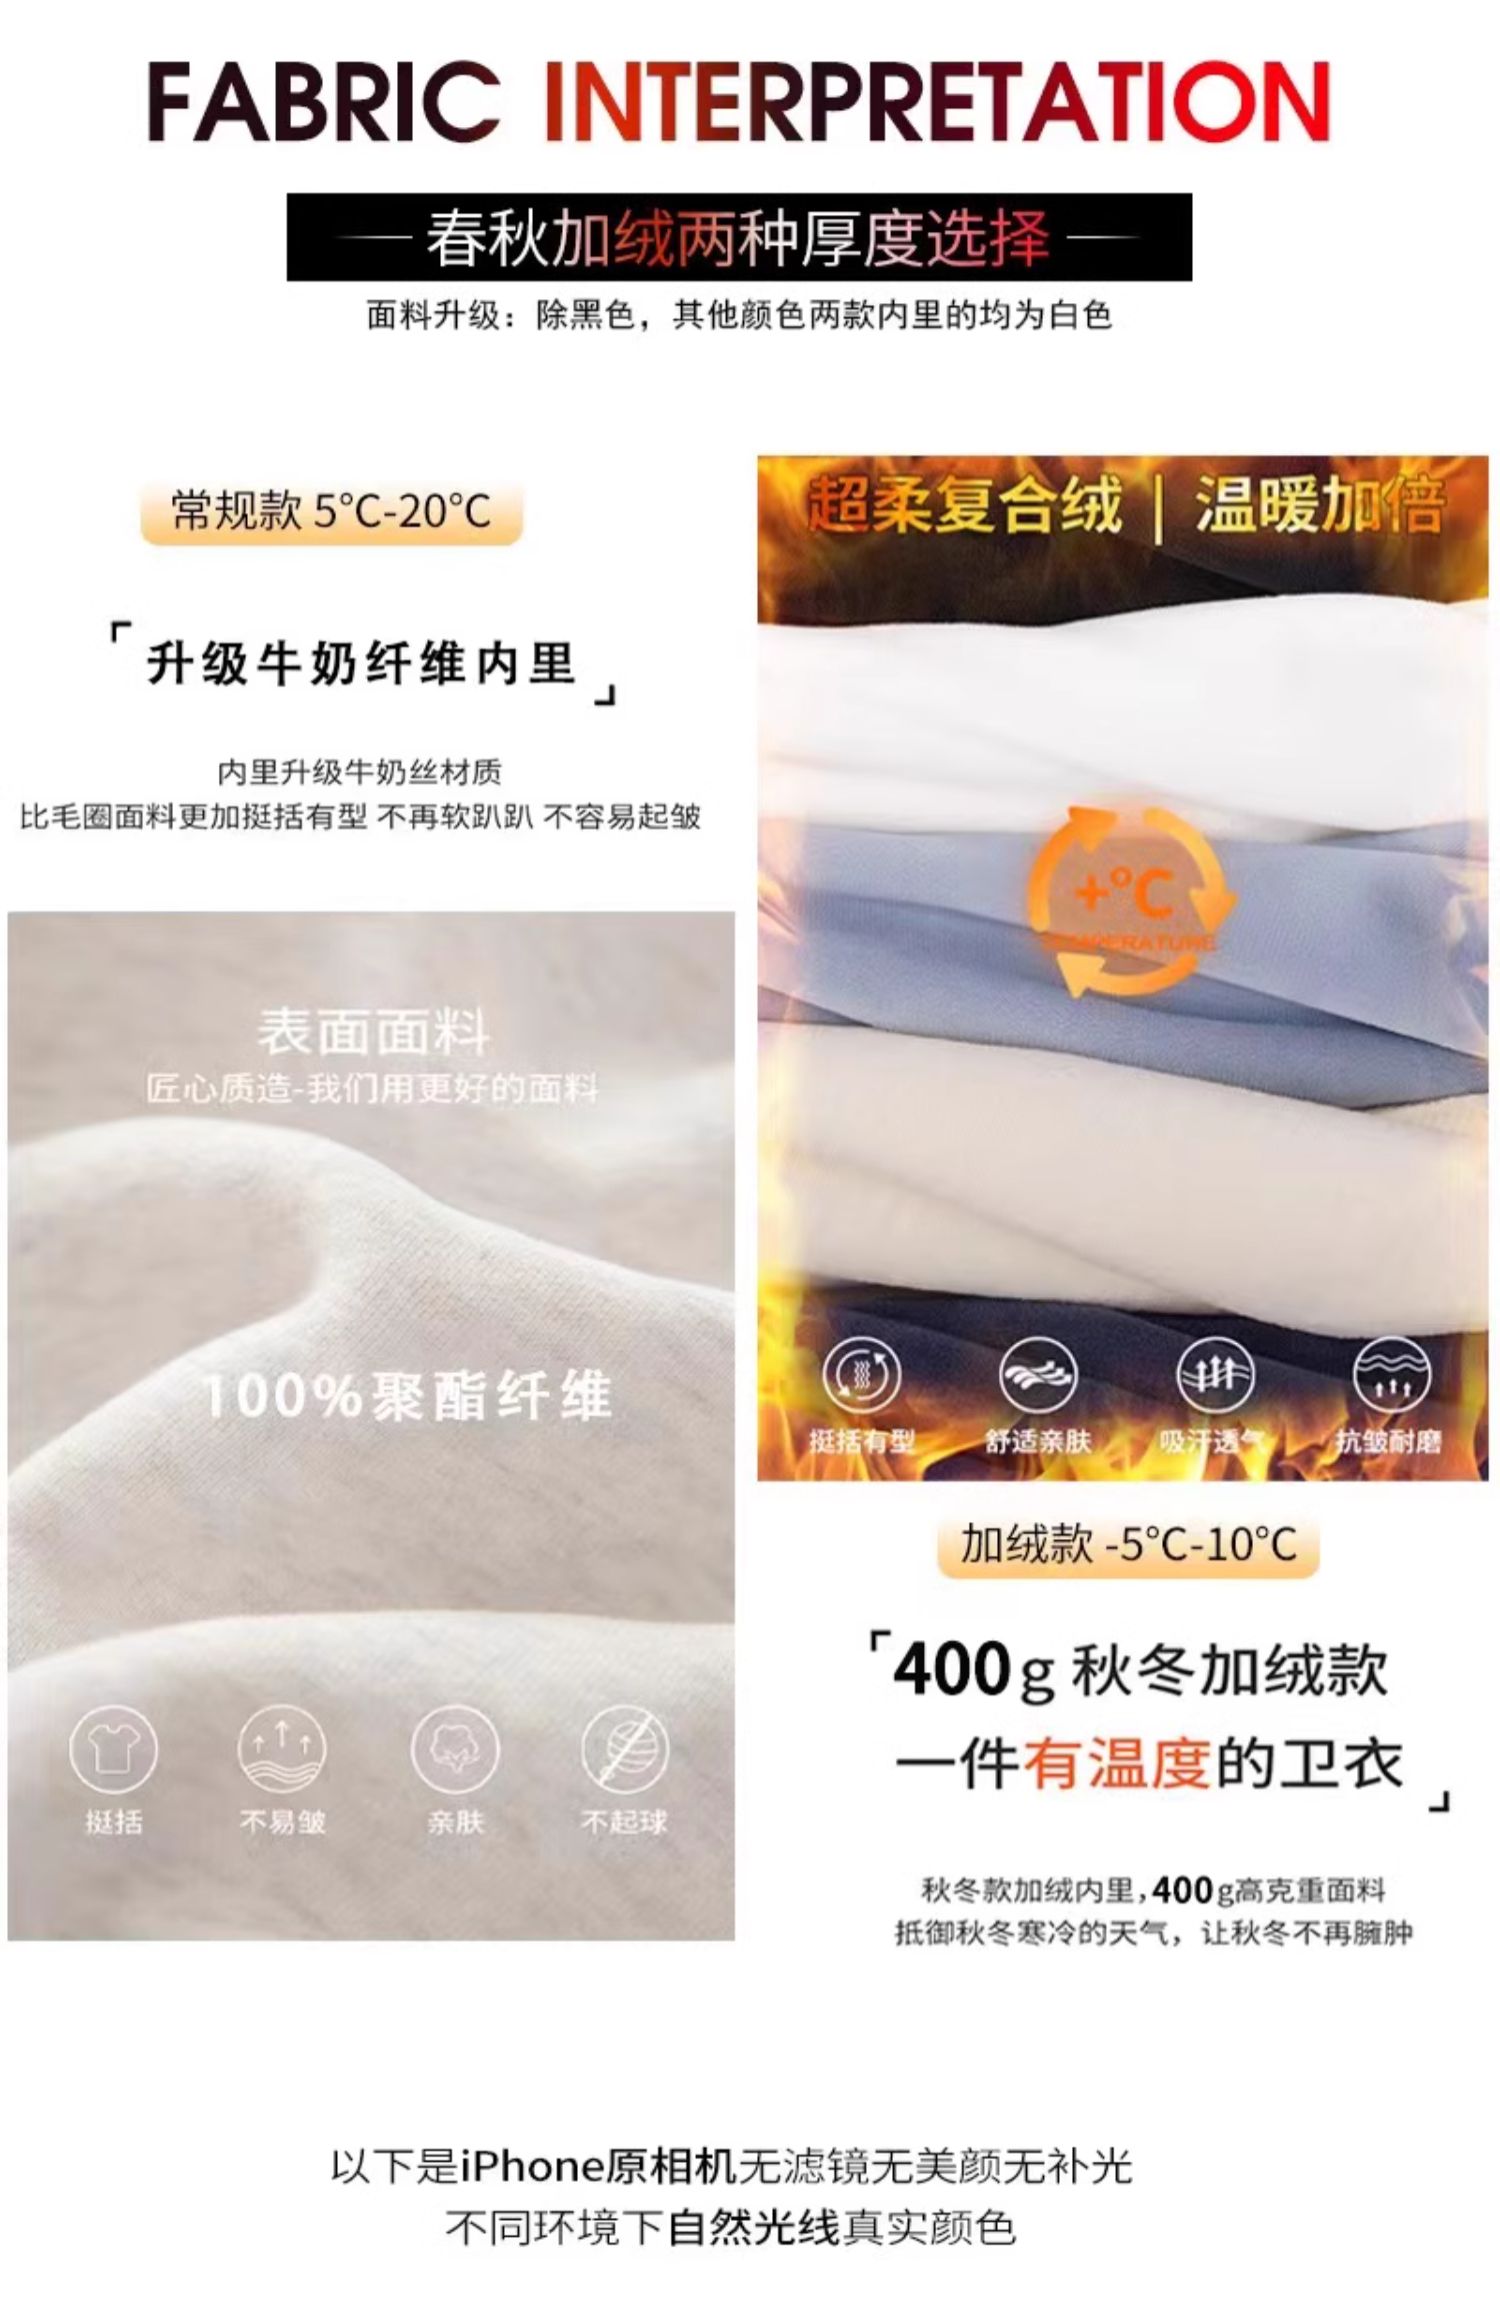 FABRIC INTERPRETATION
春秋加绒两种厚度选择
面料升级：除黑色，其他颜色两款内里的均为白色
常规款 5°C-20°C
「升级牛奶纤维内里」
内里升级牛奶丝材质
比毛圈面料更加挺括有型 不再软趴趴 不容易起皱
表面面料
匠心质造-我们用更好的面料
100%聚酯纤维
挺括 不易皱 亲肤 不起球
超柔复合绒 | 温暖加倍
+°C
TEMPERATURE
挺括有型 舒适亲肤 吸汗透气 抗皱耐磨
加绒款 -5°C-10°C
「400g 秋冬加绒款
一件有温度的卫衣」
秋冬款加绒内里，400g高克重面料
抵御秋冬寒冷的天气，让秋冬不再臃肿
以下是iPhone原相机无滤镜无美颜无补光
不同环境下自然光线真实颜色